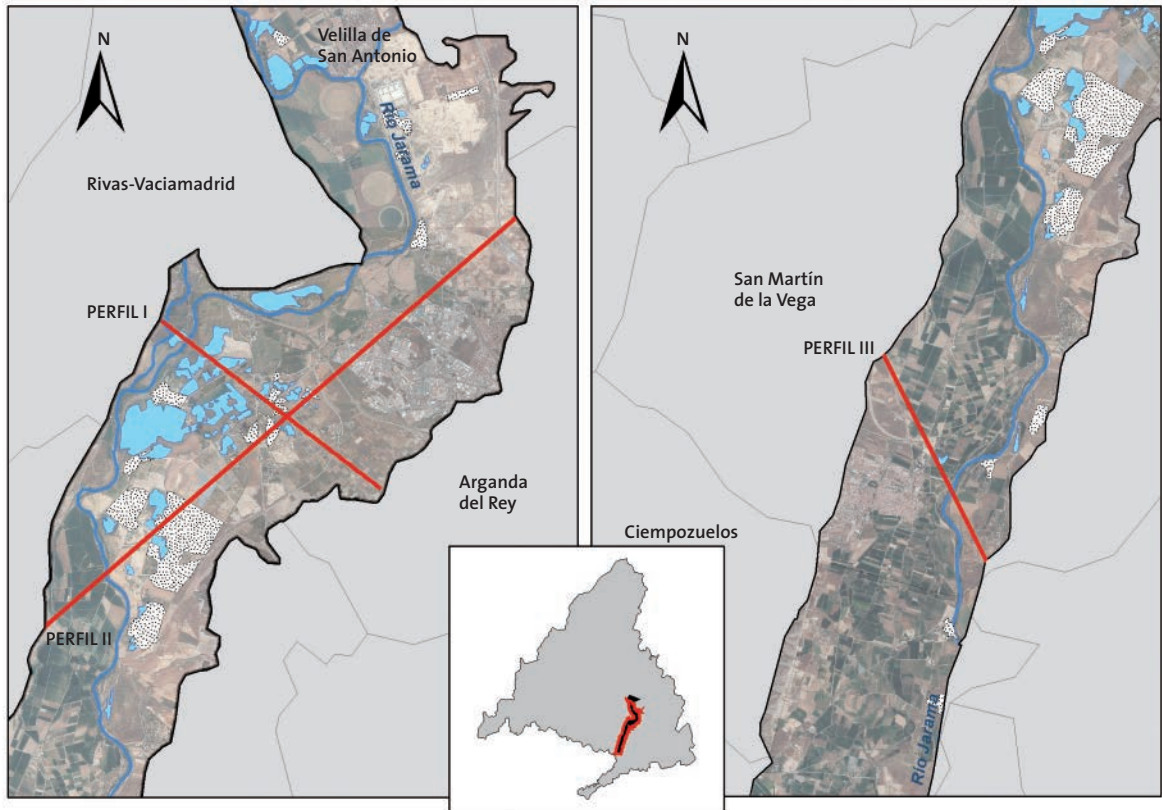 N
Velilla de
San Antonio
Río Jarama
Rivas-Vaciamadrid
PERFIL I
Arganda
del Rey
PERFIL II
N
San Martín
de la Vega
PERFIL III
Ciempozuelos
Río Jarama